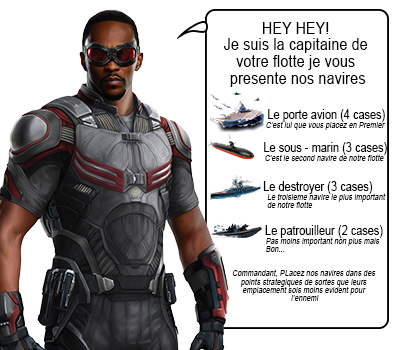 HEY HEY!
Je suis la capitaine de
votre flotte je vous
presente nos navires
Le porte avion (4 cases)
C'est lui que vous placez en Premier
Le sous - marin (3 cases)
C'est le second navire de notre flotte
Le destroyer (3 cases)
Le troisieme navire le plus important
de notre flotte
Le patrouilleur (2 cases)
Pas moins important non plus mais
Bon...
Commandant, PLacez nos navires dans des
points strategiques de sortes que leurs
emplacement sois moins evident pour
l'ennemi